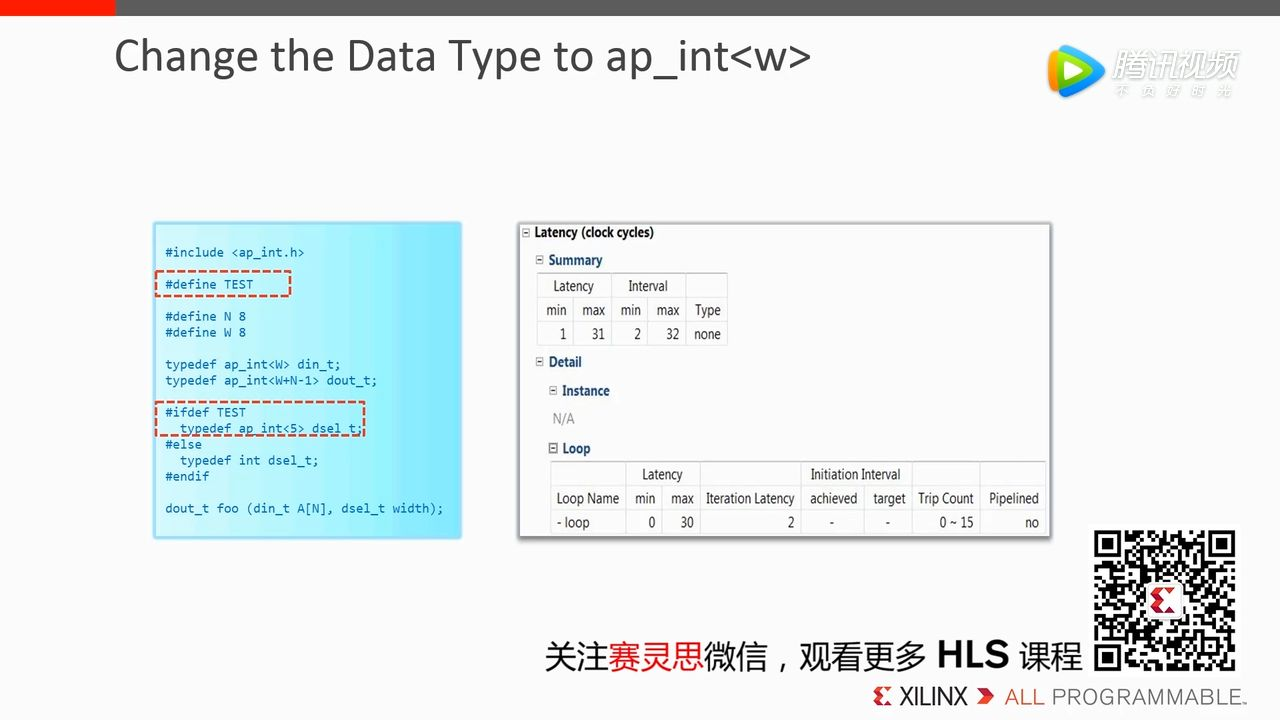 Change the Data Type to ap_int<w>
腾讯视频
不负好时光
#include <ap_int.h>
#define TEST
#define N 8
#define W 8
typedef ap_int<W> din_t;
typedef ap_int<W+N-1> dout_t;
#ifdef TEST
typedef ap_int<5> dsel_t;
#else
typedef int dsel_t;
#endif
dout_t foo (din_t A[N], dsel_t width);
Latency (clock cycles)
Summary
Latency Interval
min max min max Type
1 31 2 32 none
Detail
Instance
N/A
Loop
Latency Initiation Interval
Loop Name min max Iteration Latency achieved target Trip Count Pipelined
- loop 0 30 2 - - 0 ~ 15 no
关注赛灵思微信，观看更多 HLS 课程
XILINX ALL PROGRAMMABLE™